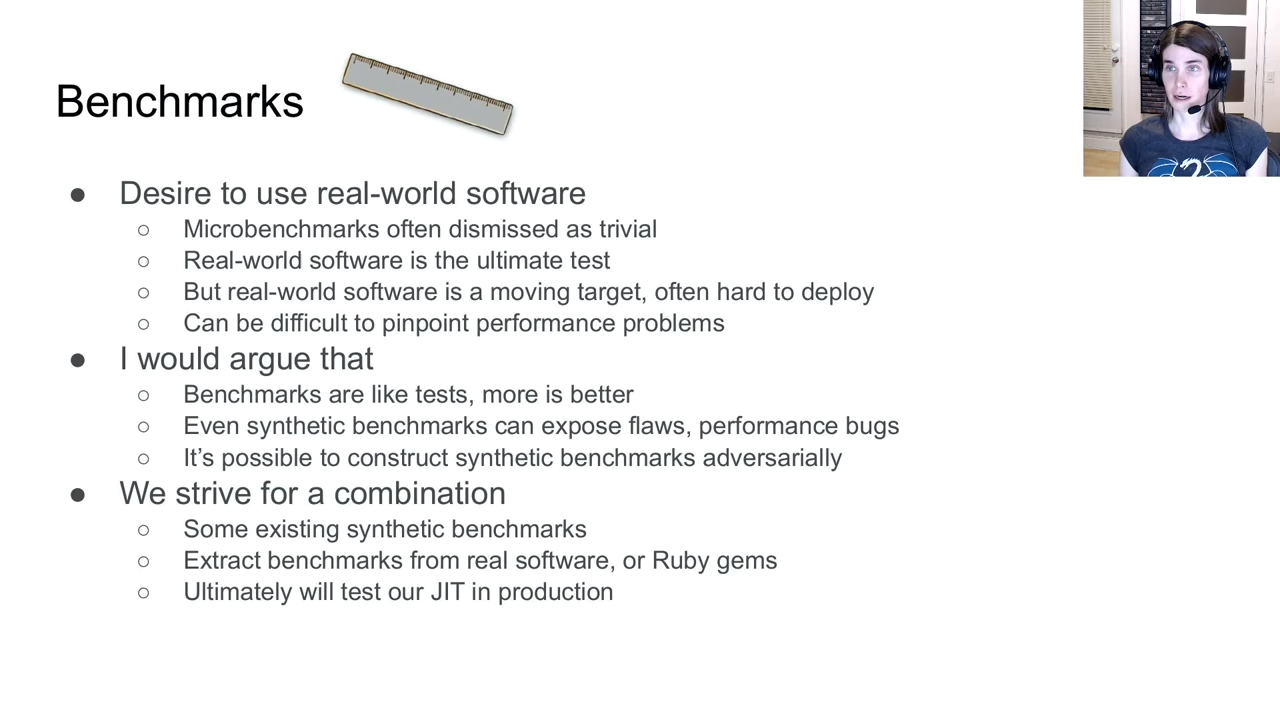 Benchmarks
● Desire to use real-world software
○ Microbenchmarks often dismissed as trivial
○ Real-world software is the ultimate test
○ But real-world software is a moving target, often hard to deploy
○ Can be difficult to pinpoint performance problems
● I would argue that
○ Benchmarks are like tests, more is better
○ Even synthetic benchmarks can expose flaws, performance bugs
○ It’s possible to construct synthetic benchmarks adversarially
● We strive for a combination
○ Some existing synthetic benchmarks
○ Extract benchmarks from real software, or Ruby gems
○ Ultimately will test our JIT in production